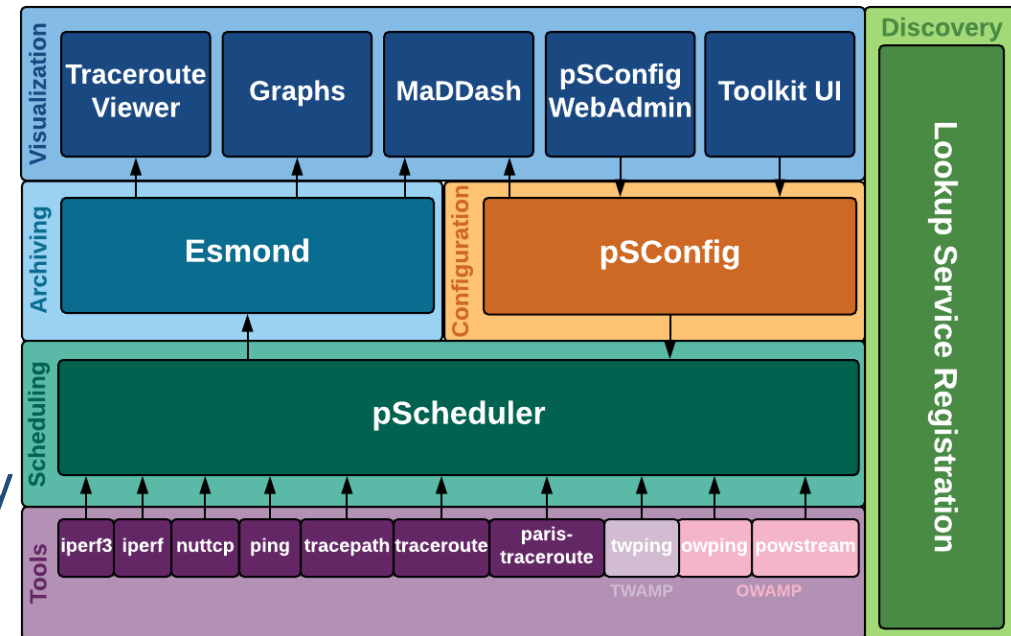 Discovery
Visualization
Traceroute
Viewer
Graphs
MaDDash
pSConfig
WebAdmin
Toolkit UI
Lookup Service Registration
Archiving
Esmond
Configuration
pSConfig
Scheduling
pScheduler
y
Tools
iperf3
iperf
nuttcp
ping
tracepath
traceroute
paris-
traceroute
twping
owping
powstream
TWAMP
OWAMP